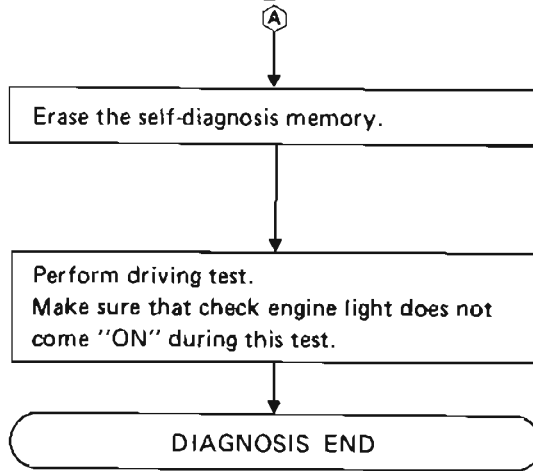 A
Erase the self-diagnosis memory.
Perform driving test.
Make sure that check engine light does not
come "ON" during this test.
DIAGNOSIS END